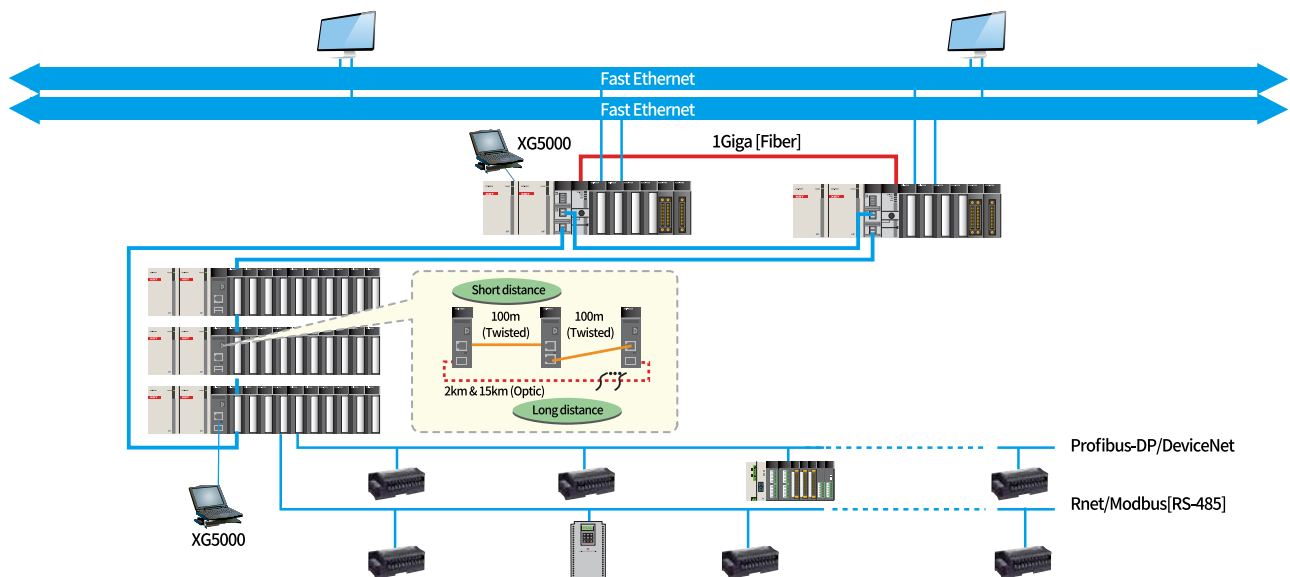 Fast Ethernet
Fast Ethernet
XG5000
1Giga [Fiber]
Short distance
100m
(Twisted)
100m
(Twisted)
2km & 15km (Optic)
Long distance
Profibus-DP/DeviceNet
Rnet/Modbus[RS-485]
XG5000